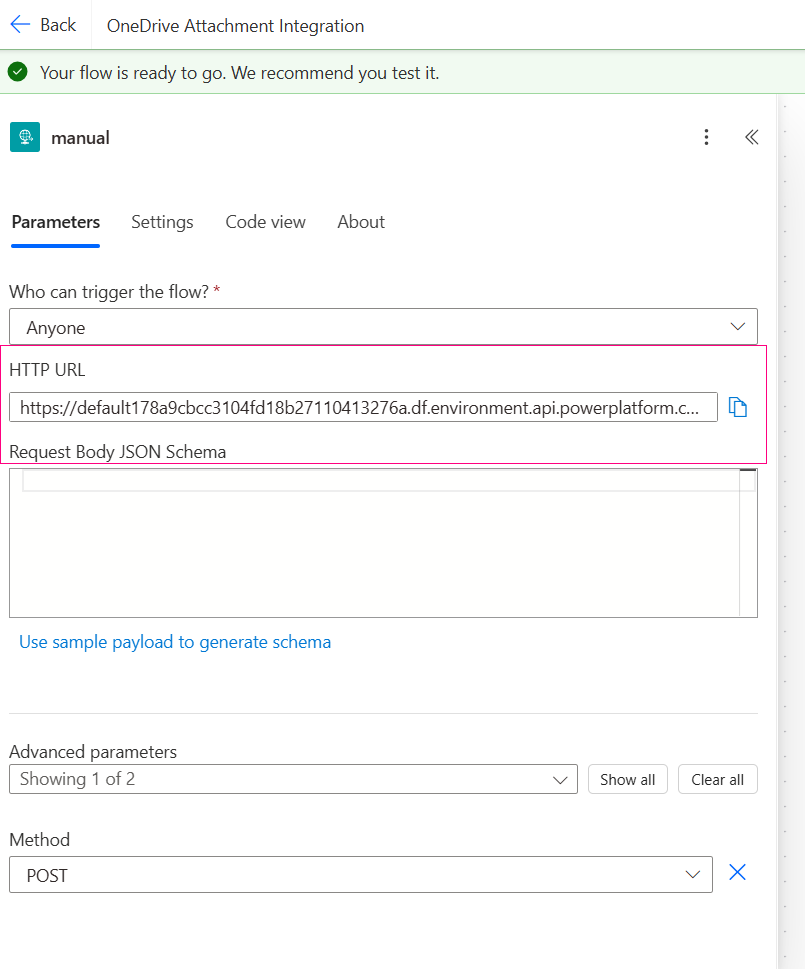 Back OneDrive Attachment Integration
Your flow is ready to go. We recommend you test it.
manual
Parameters Settings Code view About
Who can trigger the flow? *
Anyone
HTTP URL
https://default178a9cbcc3104fd18b27110413276a.df.environment.api.powerplatform.c...
Request Body JSON Schema
Use sample payload to generate schema
Advanced parameters
Showing 1 of 2 Show all Clear all
Method
POST